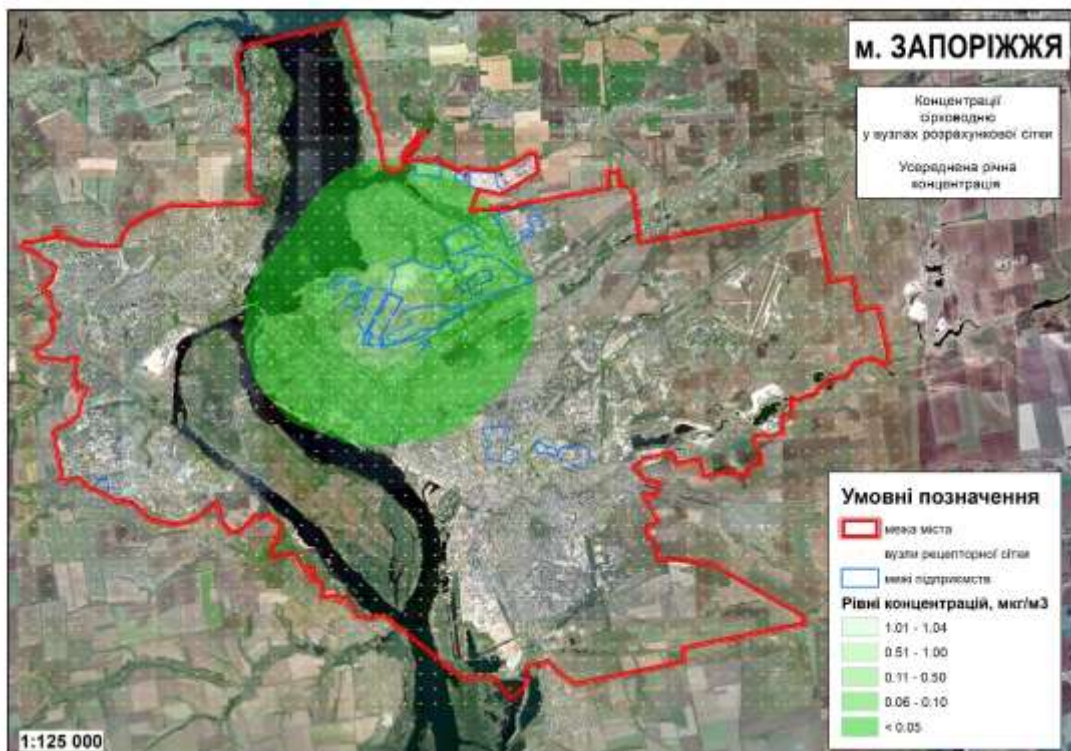 м. ЗАПОРІЖЖЯ
Концентрації
сірководню
у вузлах розрахункової сітки
Усереднена річна
концентрація
Умовні позначення
межа міста
вузли рецепторної сітки
межі підприємств
Рівні концентрацій, мкг/м3
1.01 - 1.04
0.51 - 1.00
0.11 - 0.50
0.06 - 0.10
< 0.05
1:125 000